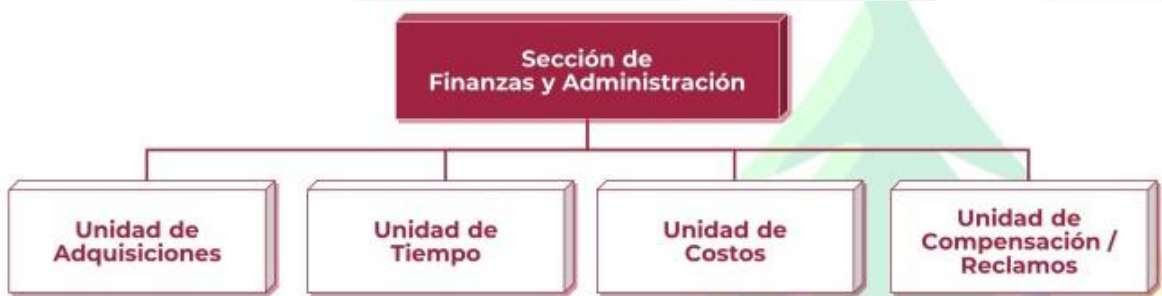 Sección de
Finanzas y Administración
Unidad de
Adquisiciones
Unidad de
Tiempo
Unidad de
Costos
Unidad de
Compensación /
Reclamos